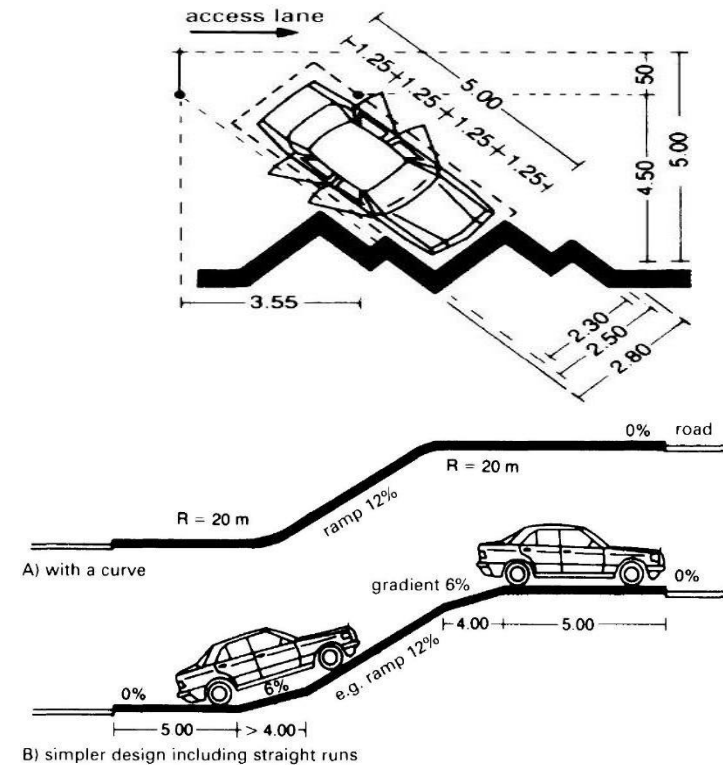 access lane
1.25 1.25 1.25 1.25
5.00
50
4.50
5.00
3.55
2.30
2.50
2.80
0% road
R = 20 m
R = 20 m
ramp 12%
A) with a curve
gradient 6%
0%
4.00 5.00
e.g. ramp 12%
0%
6%
5 00 > 4.00
B) simpler design including straight runs